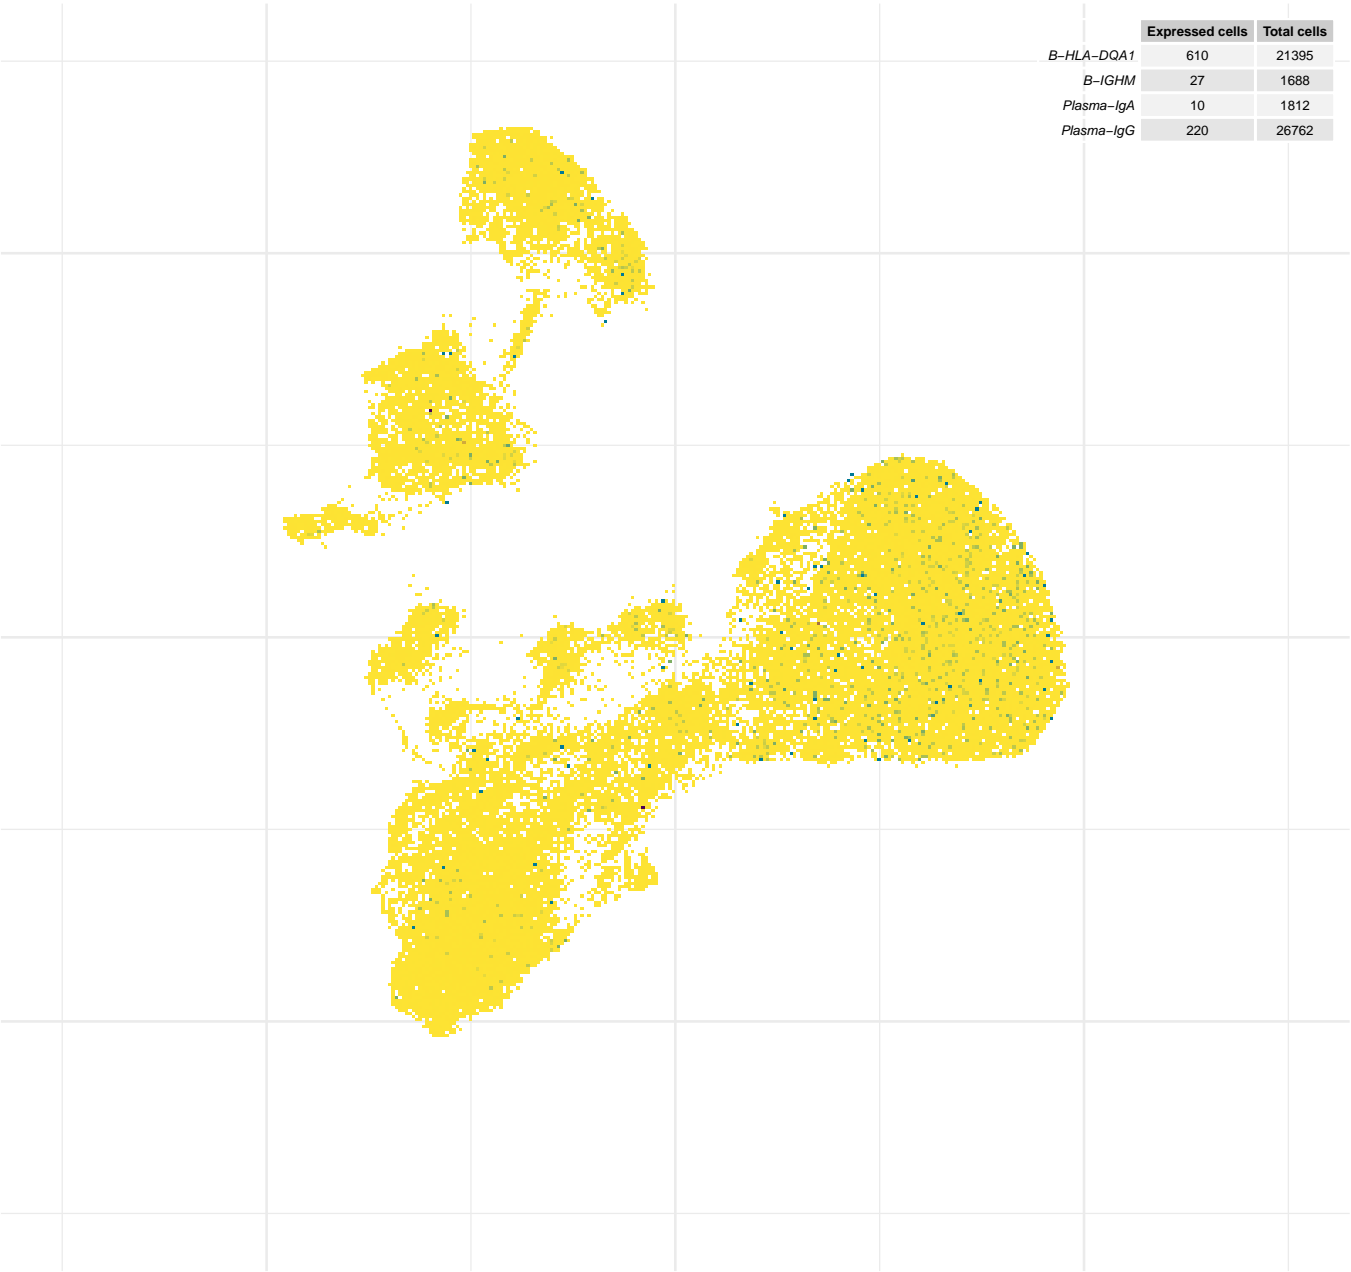 Expressed cells Total cells
B−HLA−DQA1 610 21395
B−IGHM 27 1688
Plasma−IgA 10 1812
Plasma−IgG 220 26762